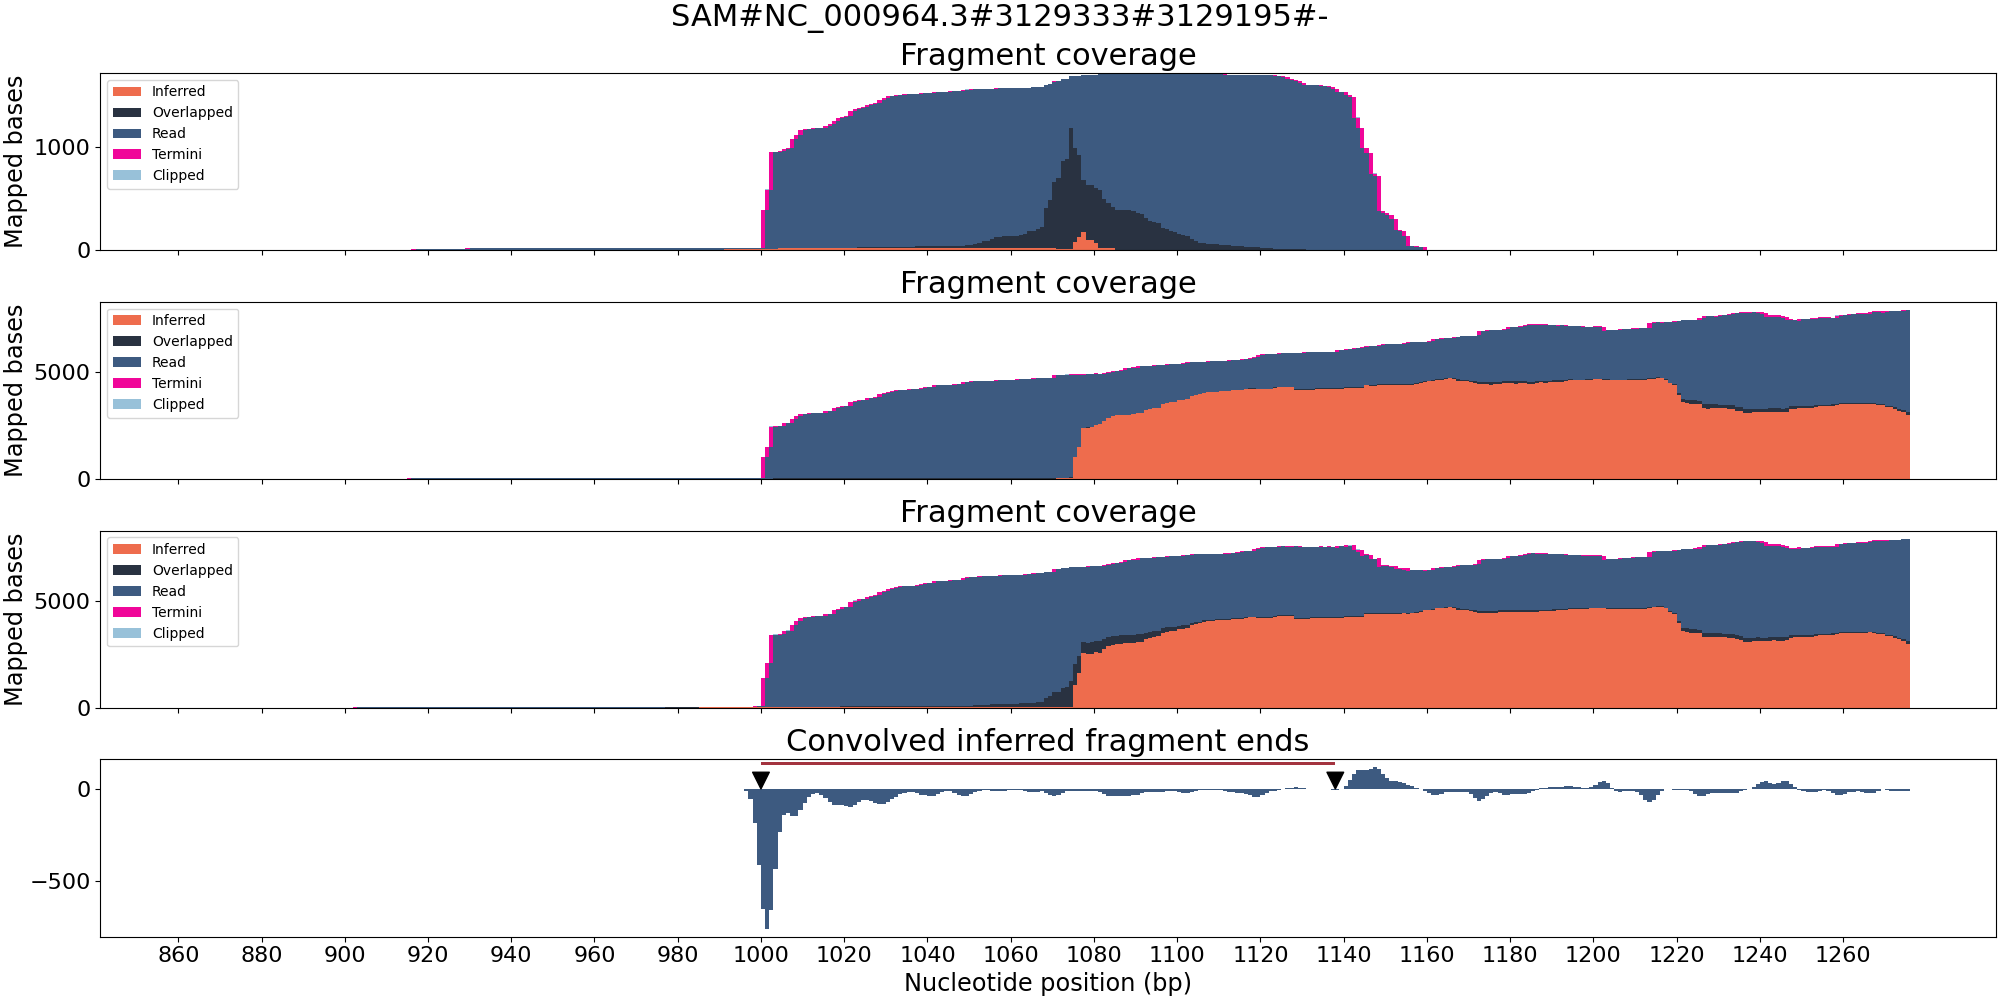 SAM#NC_000964.3#3129333#3129195#-
Fragment coverage
Mapped bases
1000
0
Inferred
Overlapped
Read
Termini
Clipped
Fragment coverage
Mapped bases
5000
0
Inferred
Overlapped
Read
Termini
Clipped
Fragment coverage
Mapped bases
5000
0
Inferred
Overlapped
Read
Termini
Clipped
Convolved inferred fragment ends
0
−500
860 880 900 920 940 960 980 1000 1020 1040 1060 1080 1100 1120 1140 1160 1180 1200 1220 1240 1260
Nucleotide position (bp)